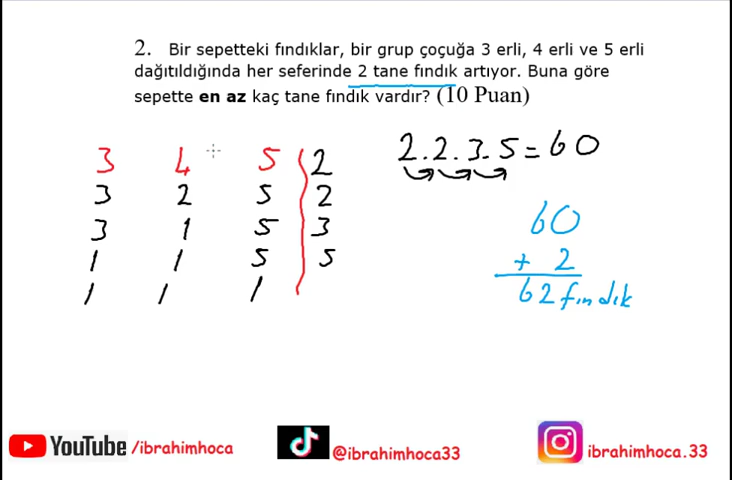 2. Bir sepetteki fındıklar, bir grup çoçuğa 3 erli, 4 erli ve 5 erli
dağıtıldığında her seferinde 2 tane fındık artıyor. Buna göre
sepette en az kaç tane fındık vardır? (10 Puan)
3 4 5 2
3 2 5 2
3 1 5 3
1 1 5 5
1 1 1
2.2.3.5=60
60
+ 2
62 fındık
YouTube /ibrahimhoca
@ibrahimhoca33
ibrahimhoca.33